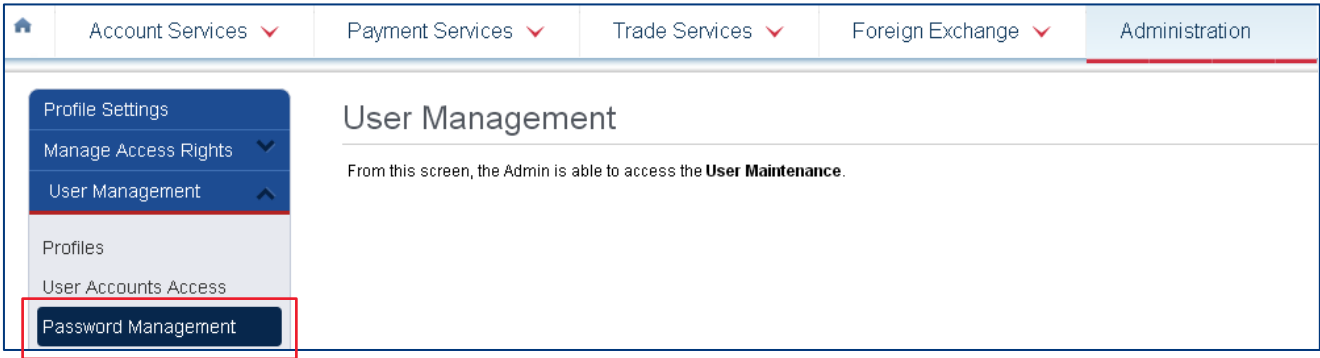 Account Services
Payment Services
Trade Services
Foreign Exchange
Administration
Profile Settings
Manage Access Rights
User Management
Profiles
User Accounts Access
Password Management
User Management
From this screen, the Admin is able to access the User Maintenance.